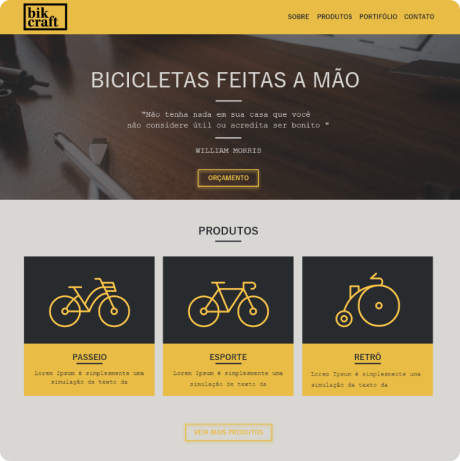 bik
craft
SOBRE PRODUTOS PORTIFÓLIO CONTATO
BICICLETAS FEITAS A MÃO
"Não tenha nada em sua casa que você
não considere útil ou acredita ser bonito "
WILLIAM MORRIS
ORÇAMENTO
PRODUTOS
PASSEIO
Lorem Ipsum é simplesmente uma
simulação de texto da
ESPORTE
Lorem Ipsum é simplesmente uma
simulação de texto da
RETRÔ
Lorem Ipsum é simplesmente uma
simulação de texto da
VEJA MAIS PRODUTOS